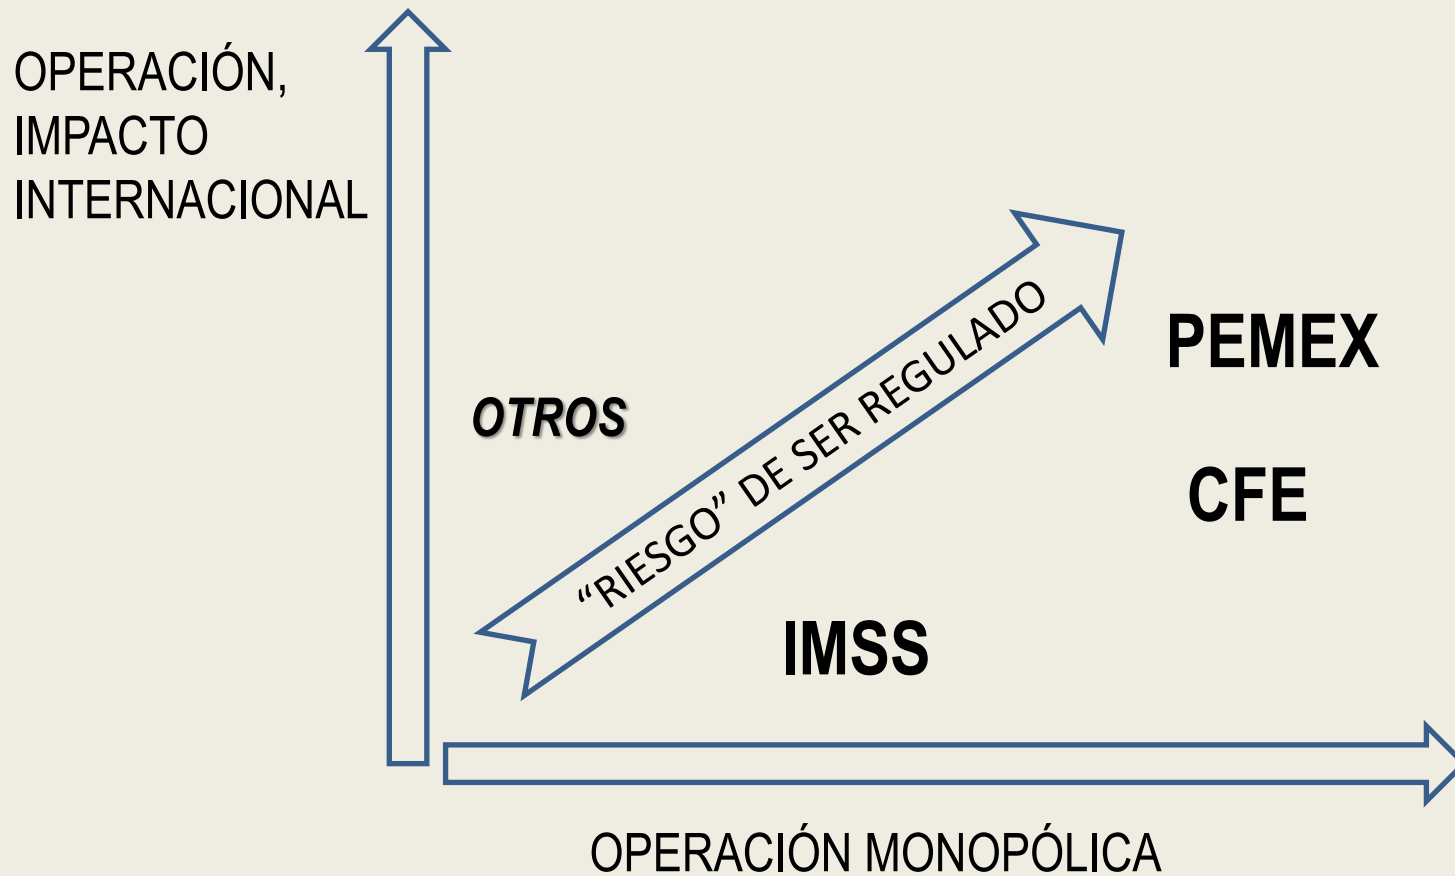 OPERACIÓN,
IMPACTO
INTERNACIONAL
PEMEX
OTROS
“RIESGO” DE SER REGULADO
CFE
IMSS
OPERACIÓN MONOPÓLICA